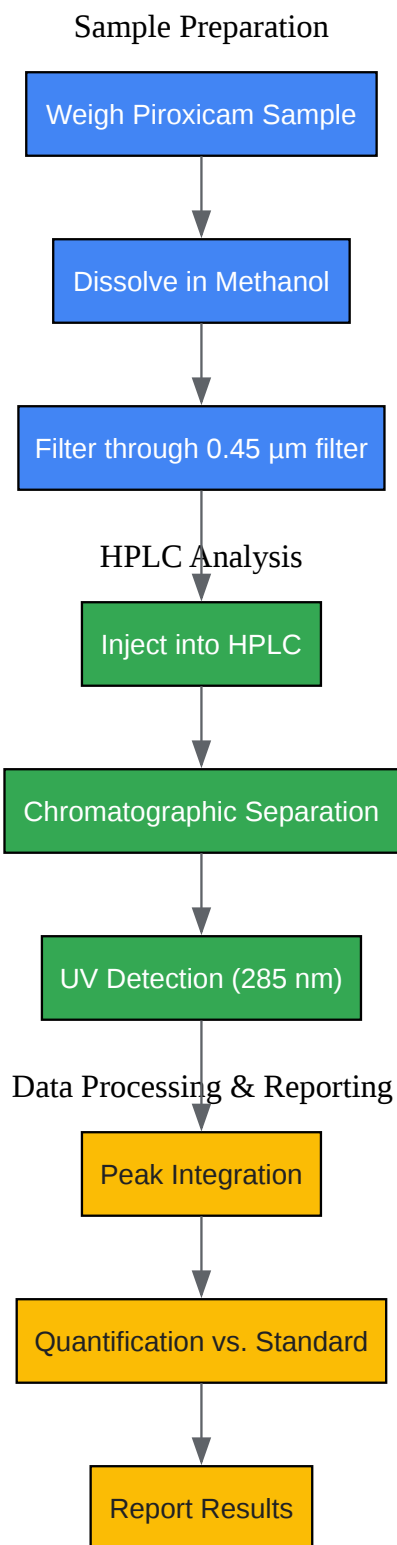 Sample Preparation
Weigh Piroxicam Sample
Dissolve in Methanol
Filter through 0.45 µm filter
HPLC Analysis
Inject into HPLC
Chromatographic Separation
UV Detection (285 nm)
Data Processing & Reporting
Peak Integration
Quantification vs. Standard
Report Results